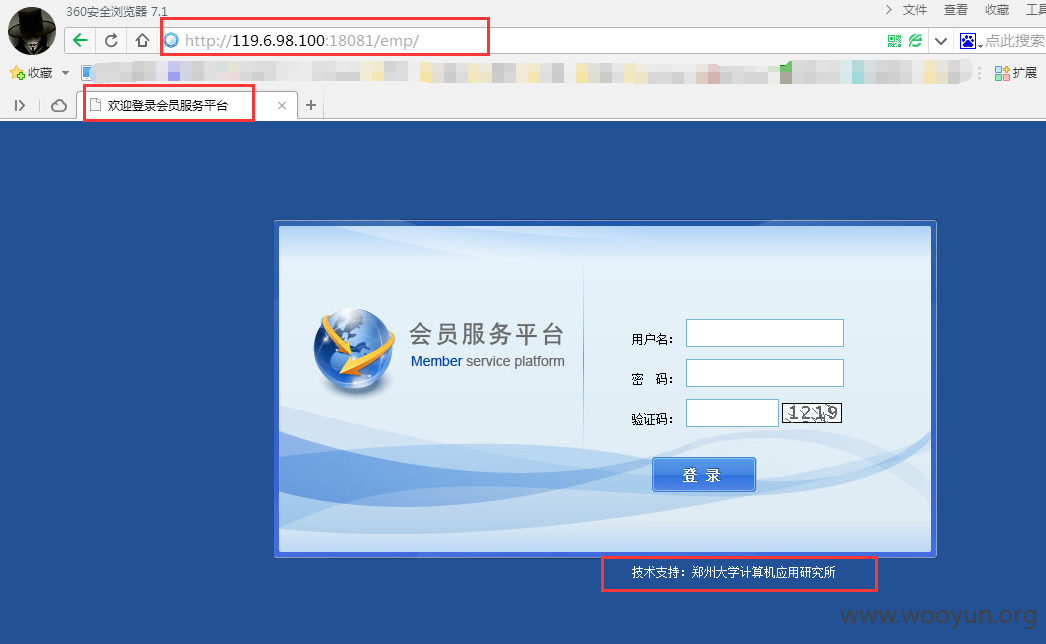 360安全浏览器 7.1
文件 查看 收藏 工具
http://119.6.98.100:18081/emp/
点此搜索
收藏
扩展
欢迎登录会员服务平台
会员服务平台
Member service platform
用户名：
密 码：
验证码：
1219
登 录
技术支持：郑州大学计算机应用研究所
www.wooyun.org